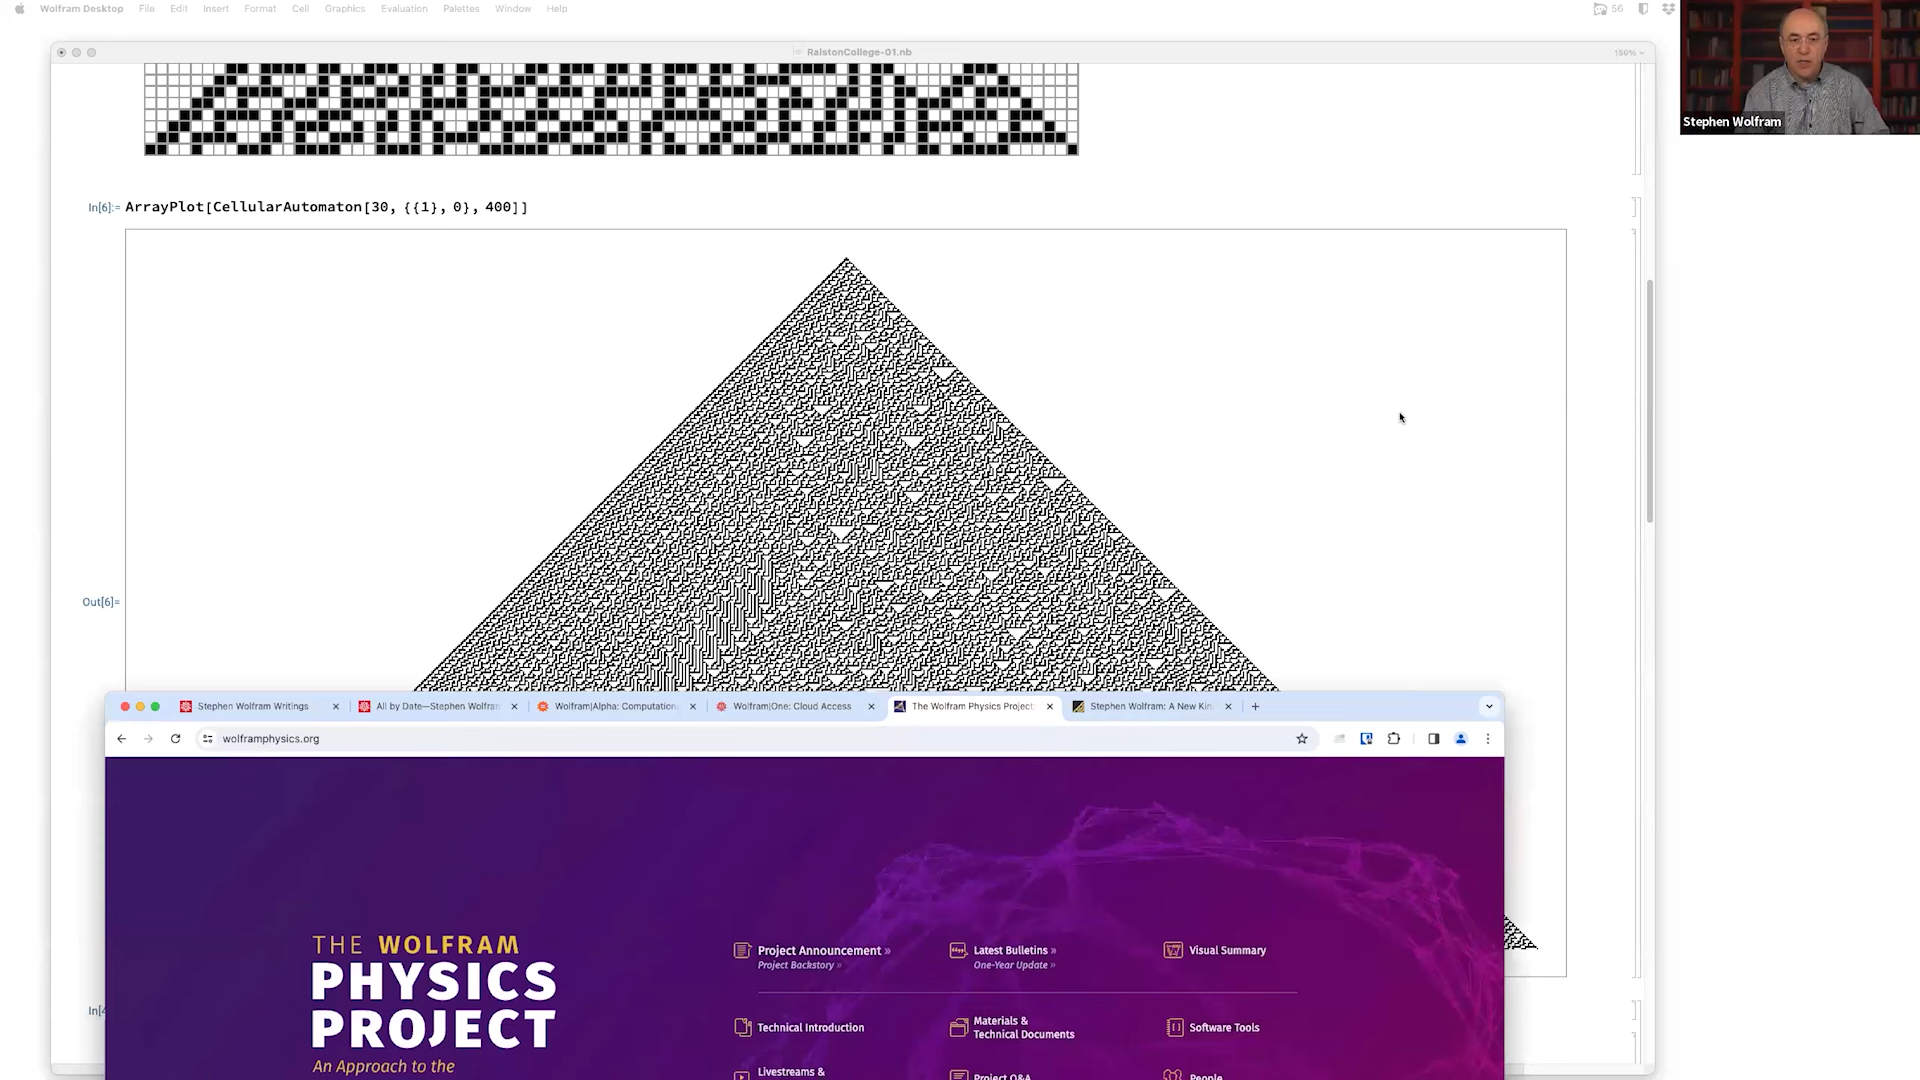 Wolfram Desktop File Edit Insert Format Cell Graphics Evaluation Palettes Window Help 56
RalstonCollege-01.nb 150%
Stephen Wolfram
In[6]:= ArrayPlot[CellularAutomaton[30, {{1}, 0}, 400]]
Out[6]=
Stephen Wolfram Writings All by Date—Stephen Wolfram Wolfram|Alpha: Computation Wolfram|One: Cloud Access The Wolfram Physics Project: Stephen Wolfram: A New Kin
wolframphysics.org
THE WOLFRAM
PHYSICS
PROJECT
An Approach to the
Project Announcement »
Project Backstory »
Latest Bulletins »
One-Year Update »
Visual Summary
Technical Introduction
Materials &
Technical Documents
Software Tools
Livestreams &
Project Q&A
People